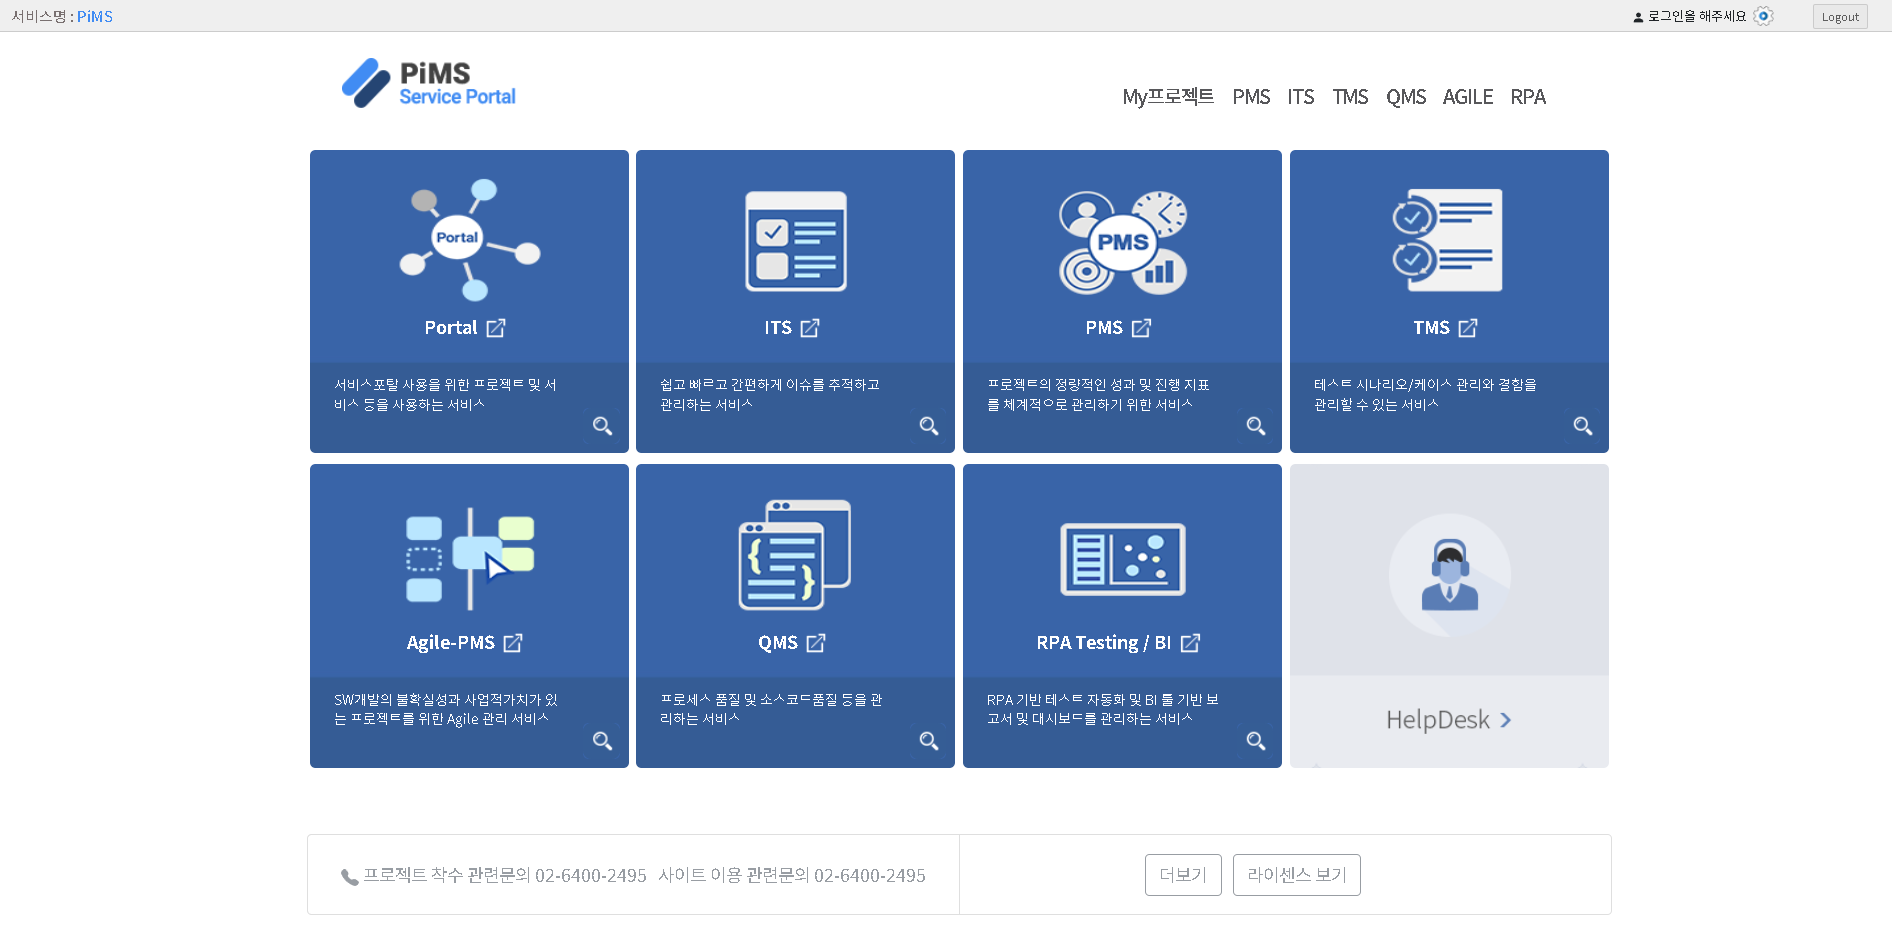 서비스명 : PiMS
로그인을 해주세요
Logout
PiMS
Service Portal
My프로젝트 PMS ITS TMS QMS AGILE RPA
Portal
PMS
Portal
ITS
PMS
TMS
서비스포탈 사용을 위한 프로젝트 및 서
비스 등을 사용하는 서비스
쉽고 빠르고 간편하게 이슈를 추적하고
관리하는 서비스
프로젝트의 정량적인 성과 및 진행 지표
를 체계적으로 관리하기 위한 서비스
테스트 시나리오/케이스 관리와 결함을
관리할 수 있는 서비스
Agile-PMS
QMS
RPA Testing / BI
SW개발의 불확실성과 사업적가치가 있
는 프로젝트를 위한 Agile 관리 서비스
프로세스 품질 및 소스코드품질 등을 관
리하는 서비스
RPA 기반 테스트 자동화 및 BI 툴 기반 보
고서 및 대시보드를 관리하는 서비스
HelpDesk
프로젝트 착수 관련문의 02-6400-2495 사이트 이용 관련문의 02-6400-2495
더보기
라이센스 보기